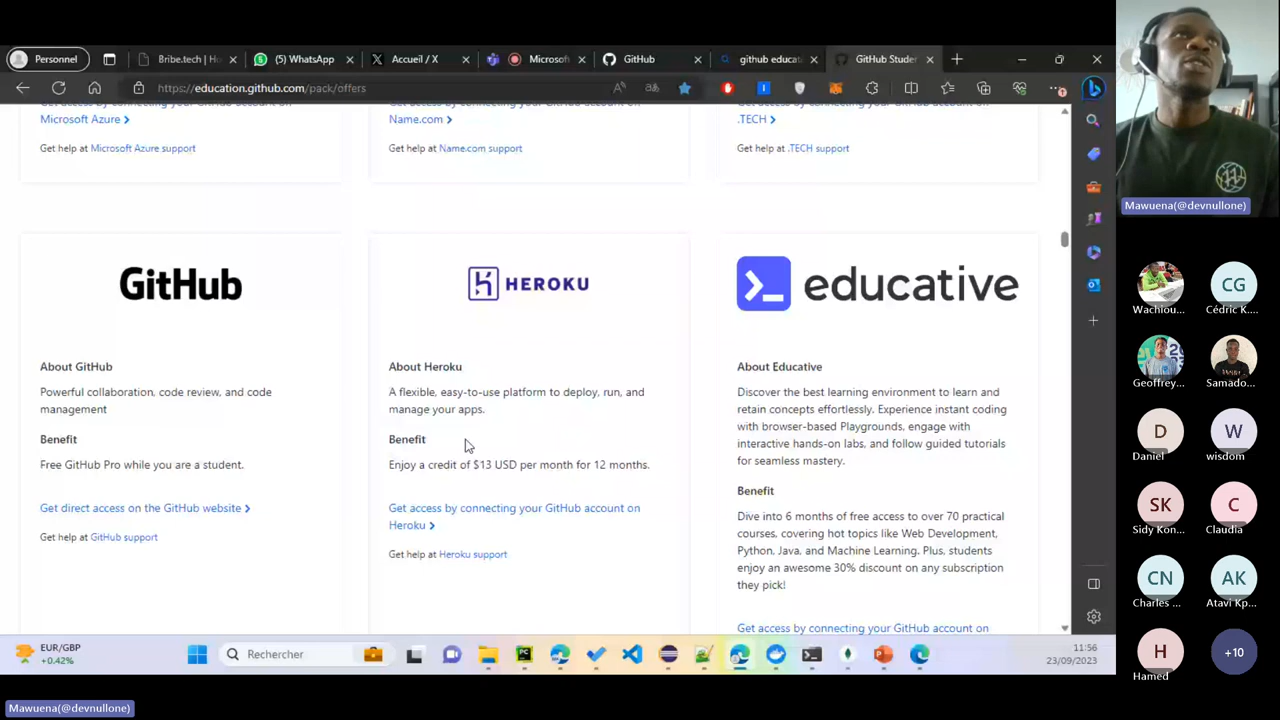 Personnel
Bribe.tech | H
(5) WhatsApp
Accueil / X
Microsof
GitHub
github educat
GitHub Stude
https://education.github.com/pack/offers
Microsoft Azure
Get help at Microsoft Azure support
Name.com
Get help at Name.com support
.TECH
Get help at .TECH support
GitHub
About GitHub
Powerful collaboration, code review, and code
management
Benefit
Free GitHub Pro while you are a student.
Get direct access on the GitHub website
Get help at GitHub support
HEROKU
About Heroku
A flexible, easy-to-use platform to deploy, run, and
manage your apps.
Benefit
Enjoy a credit of $13 USD per month for 12 months.
Get access by connecting your GitHub account on
Heroku
Get help at Heroku support
educative
About Educative
Discover the best learning environment to learn and
retain concepts effortlessly. Experience instant coding
with browser-based Playgrounds, engage with
interactive hands-on labs, and follow guided tutorials
for seamless mastery.
Benefit
Dive into 6 months of free access to over 70 practical
courses, covering hot topics like Web Development,
Python, Java, and Machine Learning. Plus, students
enjoy an awesome 30% discount on any subscription
they pick!
Get access by connecting your GitHub account on
EUR/GBP
+0.42%
Rechercher
11:56
23/09/2023
Mawuena(@devnullone)
Wachiou...
CG
Cédric K....
Geoffrey...
Samado...
D
Daniel
W
wisdom
SK
Sidy Kon...
C
Claudia
CN
Charles ...
AK
Atavi Kp...
H
Hamed
+10
Mawuena(@devnullone)